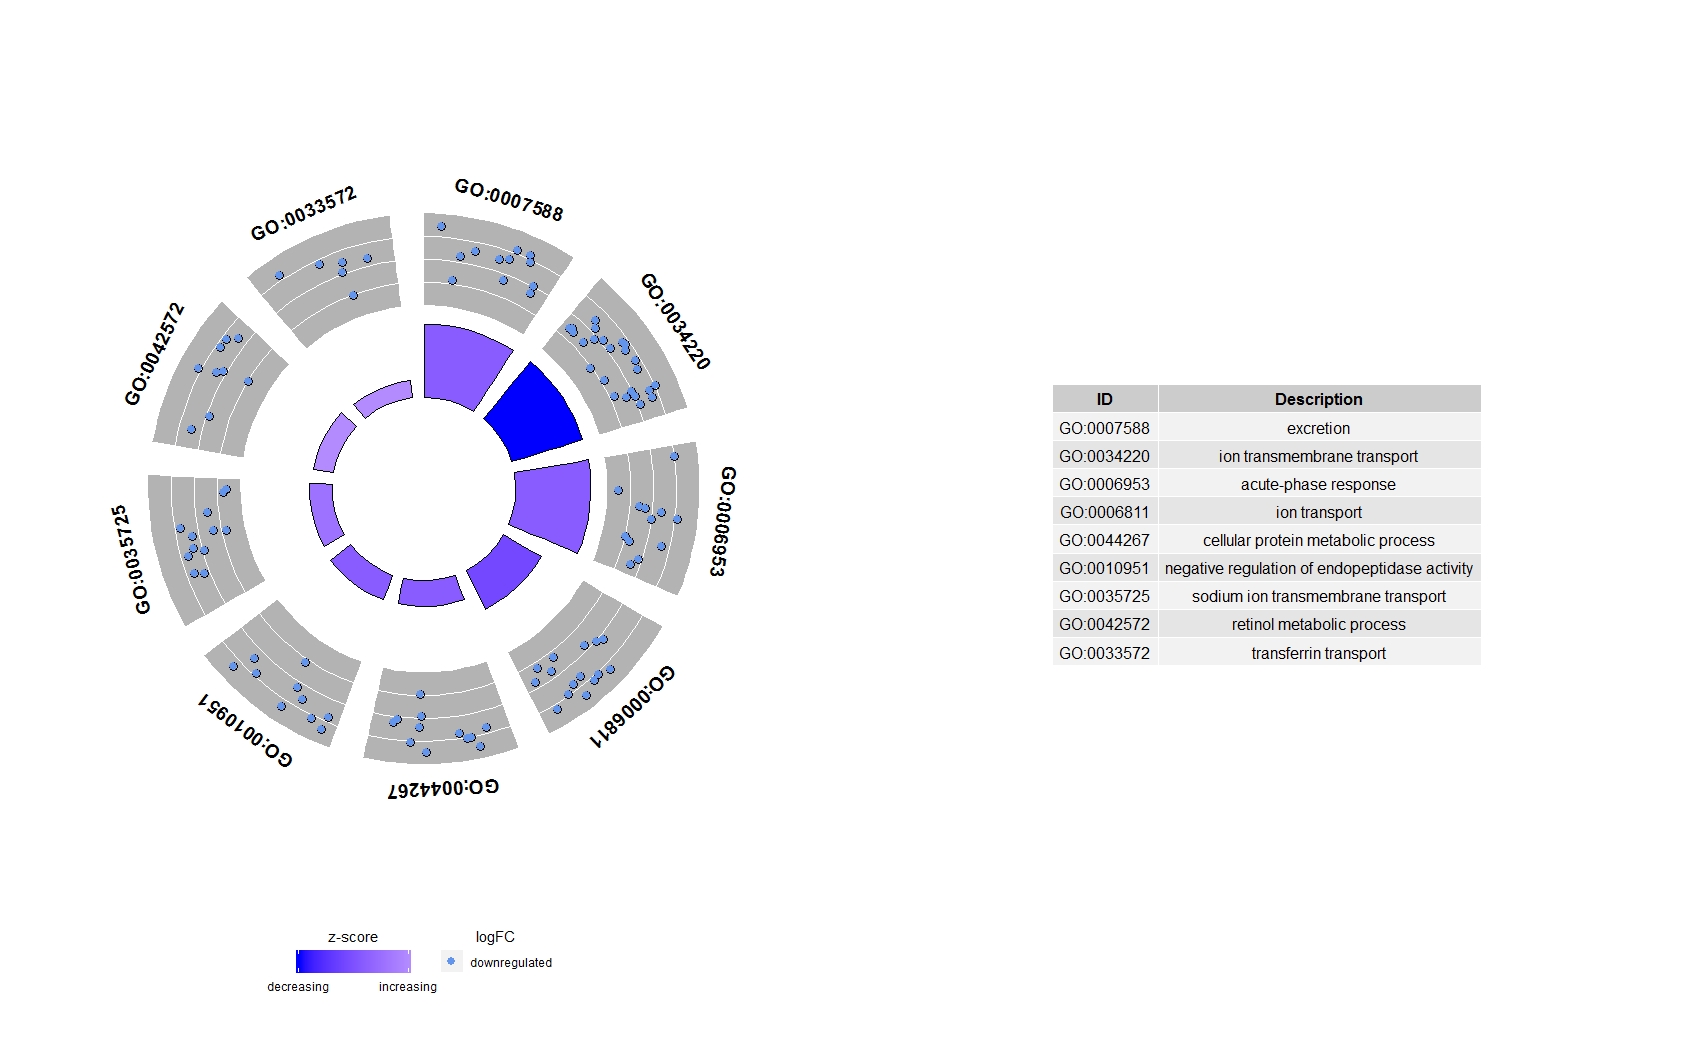 GO:0033572
GO:0007588
GO:0034220
GO:0042572
GO:0006953
GO:0035725
GO:0006811
GO:0010951
GO:0044267
ID Description
GO:0007588 excretion
GO:0034220 ion transmembrane transport
GO:0006953 acute-phase response
GO:0006811 ion transport
GO:0044267 cellular protein metabolic process
GO:0010951 negative regulation of endopeptidase activity
GO:0035725 sodium ion transmembrane transport
GO:0042572 retinol metabolic process
GO:0033572 transferrin transport
z-score
decreasing increasing
logFC
downregulated